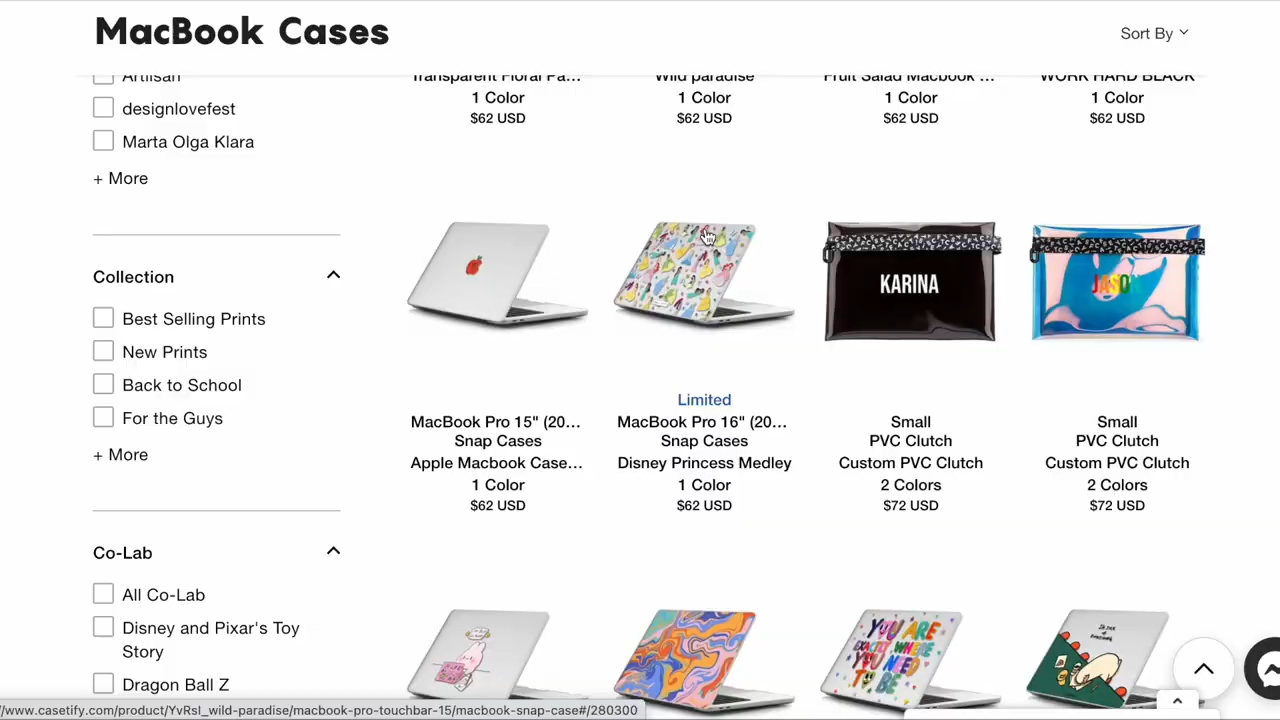 MacBook Cases
Sort By
Artilsan
designlovefest
Marta Olga Klara
+ More
Collection
Best Selling Prints
New Prints
Back to School
For the Guys
+ More
Co-Lab
All Co-Lab
Disney and Pixar's Toy
Story
Dragon Ball Z
Transparent Floral Pa...
1 Color
$62 USD
Wild paradise
1 Color
$62 USD
Fruit Salad Macbook ...
1 Color
$62 USD
WORK HARD BLACK
1 Color
$62 USD
MacBook Pro 15" (20...
Snap Cases
Apple Macbook Case...
1 Color
$62 USD
Limited
MacBook Pro 16" (20...
Snap Cases
Disney Princess Medley
1 Color
$62 USD
KARINA
Small
PVC Clutch
Custom PVC Clutch
2 Colors
$72 USD
JASON
Small
PVC Clutch
Custom PVC Clutch
2 Colors
$72 USD
YOU ARE
EXACTLY WHERE
YOU NEED
TO BE
/www.casetify.com/product/YvRsl_wild-paradise/macbook-pro-touchbar-15/macbook-snap-case#/280300